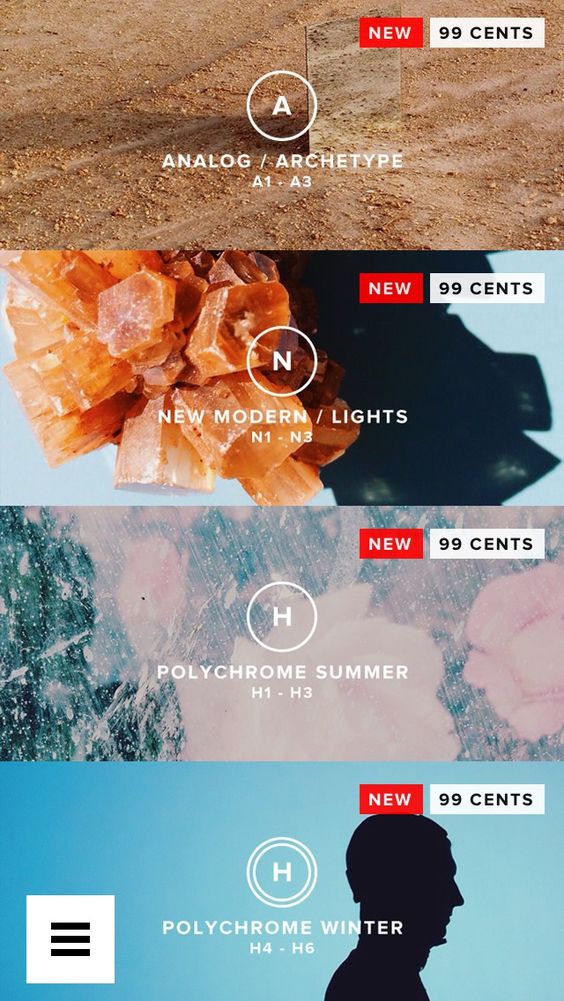 NEW 99 CENTS
A
ANALOG / ARCHETYPE
A1 - A3
NEW 99 CENTS
N
NEW MODERN / LIGHTS
N1 - N3
NEW 99 CENTS
H
POLYCHROME SUMMER
H1 - H3
NEW 99 CENTS
H
POLYCHROME WINTER
H4 - H6